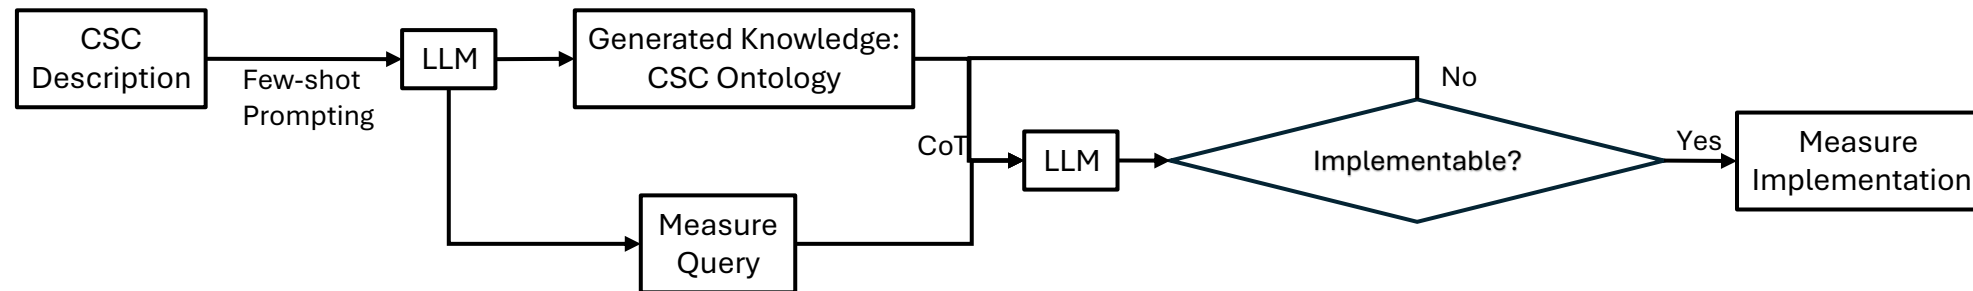 CSC
Description
Few-shot
Prompting
LLM
Generated Knowledge:
CSC Ontology
No
CoT
LLM
Implementable?
Yes
Measure
Implementation
Measure
Query